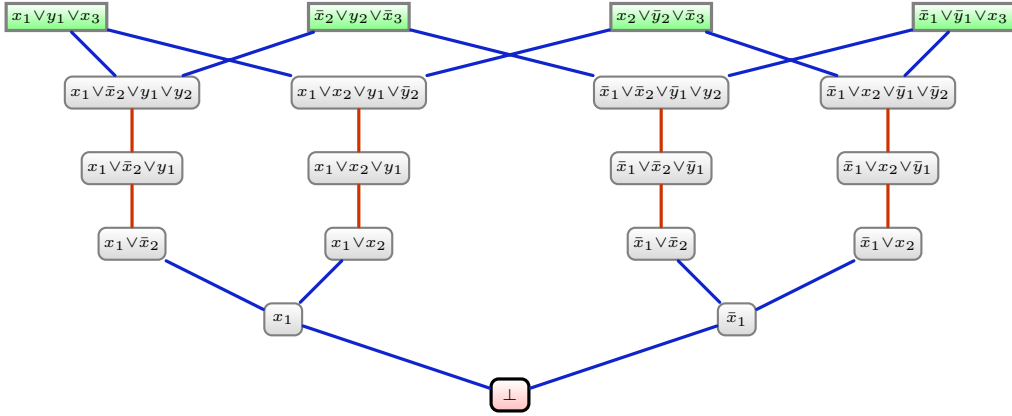 x₁∨y₁∨x₃
x̄₂∨y₂∨x̄₃
x₂∨ȳ₂∨x̄₃
x̄₁∨ȳ₁∨x₃
x₁∨x̄₂∨y₁∨y₂
x₁∨x₂∨y₁∨ȳ₂
x̄₁∨x̄₂∨ȳ₁∨y₂
x̄₁∨x₂∨ȳ₁∨ȳ₂
x₁∨x̄₂∨y₁
x₁∨x₂∨y₁
x̄₁∨x̄₂∨ȳ₁
x̄₁∨x₂∨ȳ₁
x₁∨x̄₂
x₁∨x₂
x̄₁∨x̄₂
x̄₁∨x₂
x₁
x̄₁
⊥